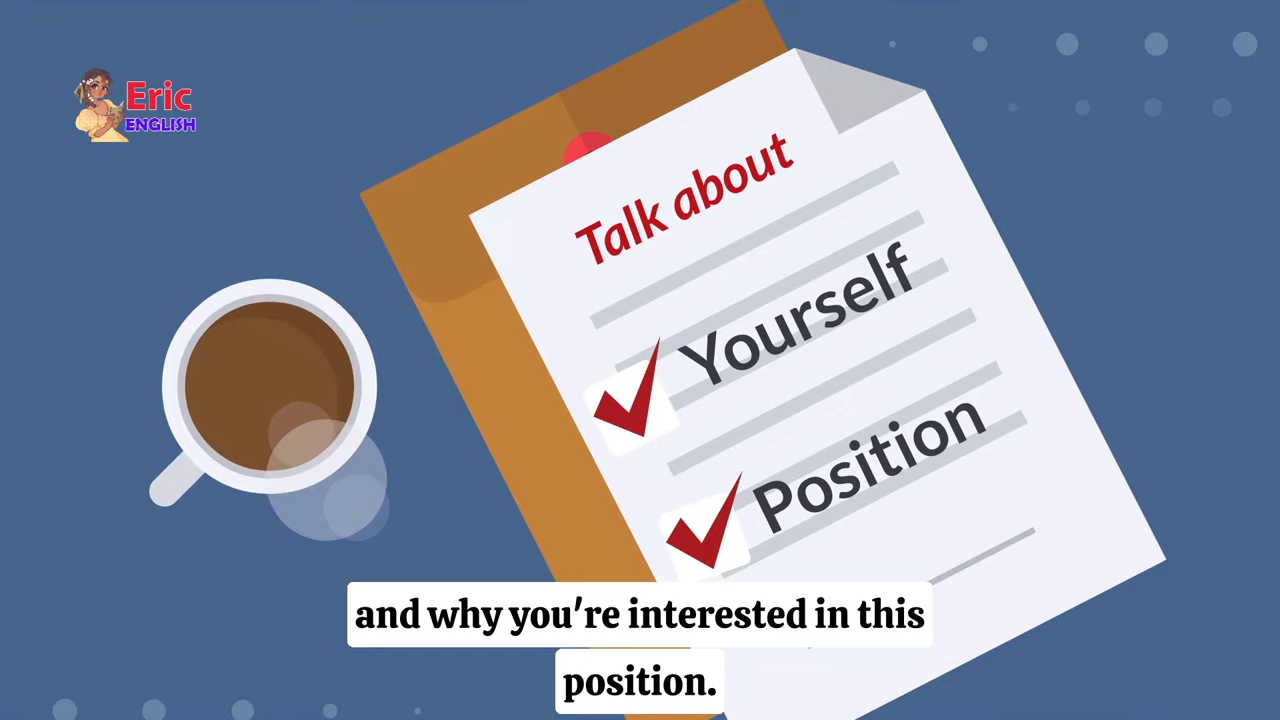 Eric
ENGLISH
Talk about
Yourself
Position
and why you're interested in this
position.